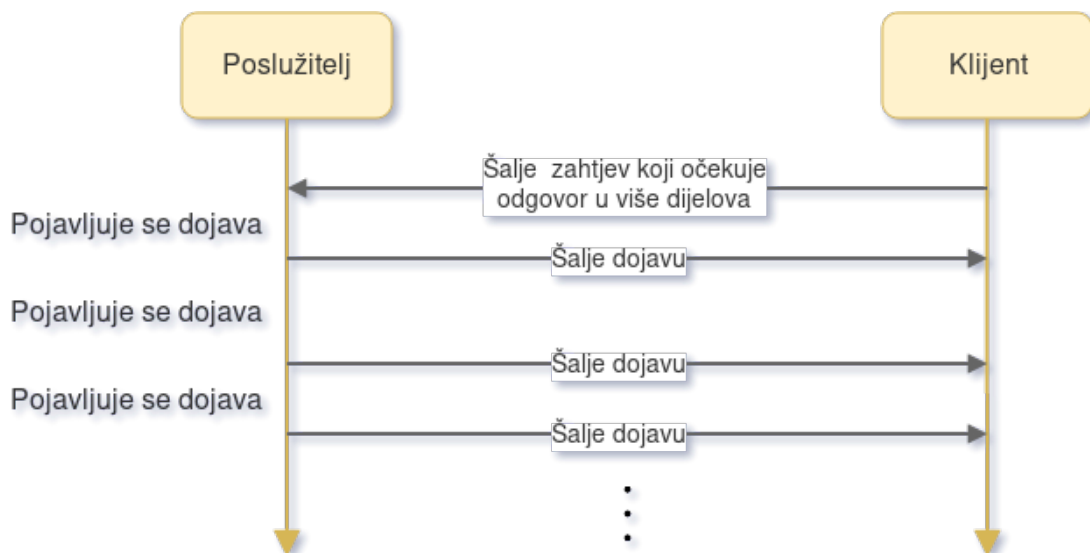 Poslužitelj
Klijent
Šalje zahtjev koji očekuje
odgovor u više dijelova
Pojavljuje se dojava
Šalje dojavu
Pojavljuje se dojava
Šalje dojavu
Pojavljuje se dojava
Šalje dojavu